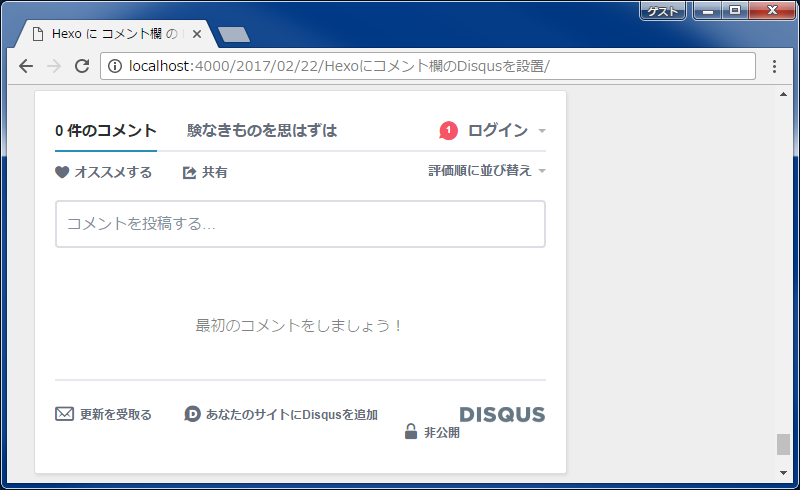 ゲスト
Hexo に コメント欄 の
localhost:4000/2017/02/22/Hexoにコメント欄のDisqusを設置/
0 件のコメント 験なきものを思はずは 1 ログイン
オススメする 共有 評価順に並び替え
コメントを投稿する...
最初のコメントをしましょう！
更新を受取る D あなたのサイトにDisqusを追加 DISQUS
非公開